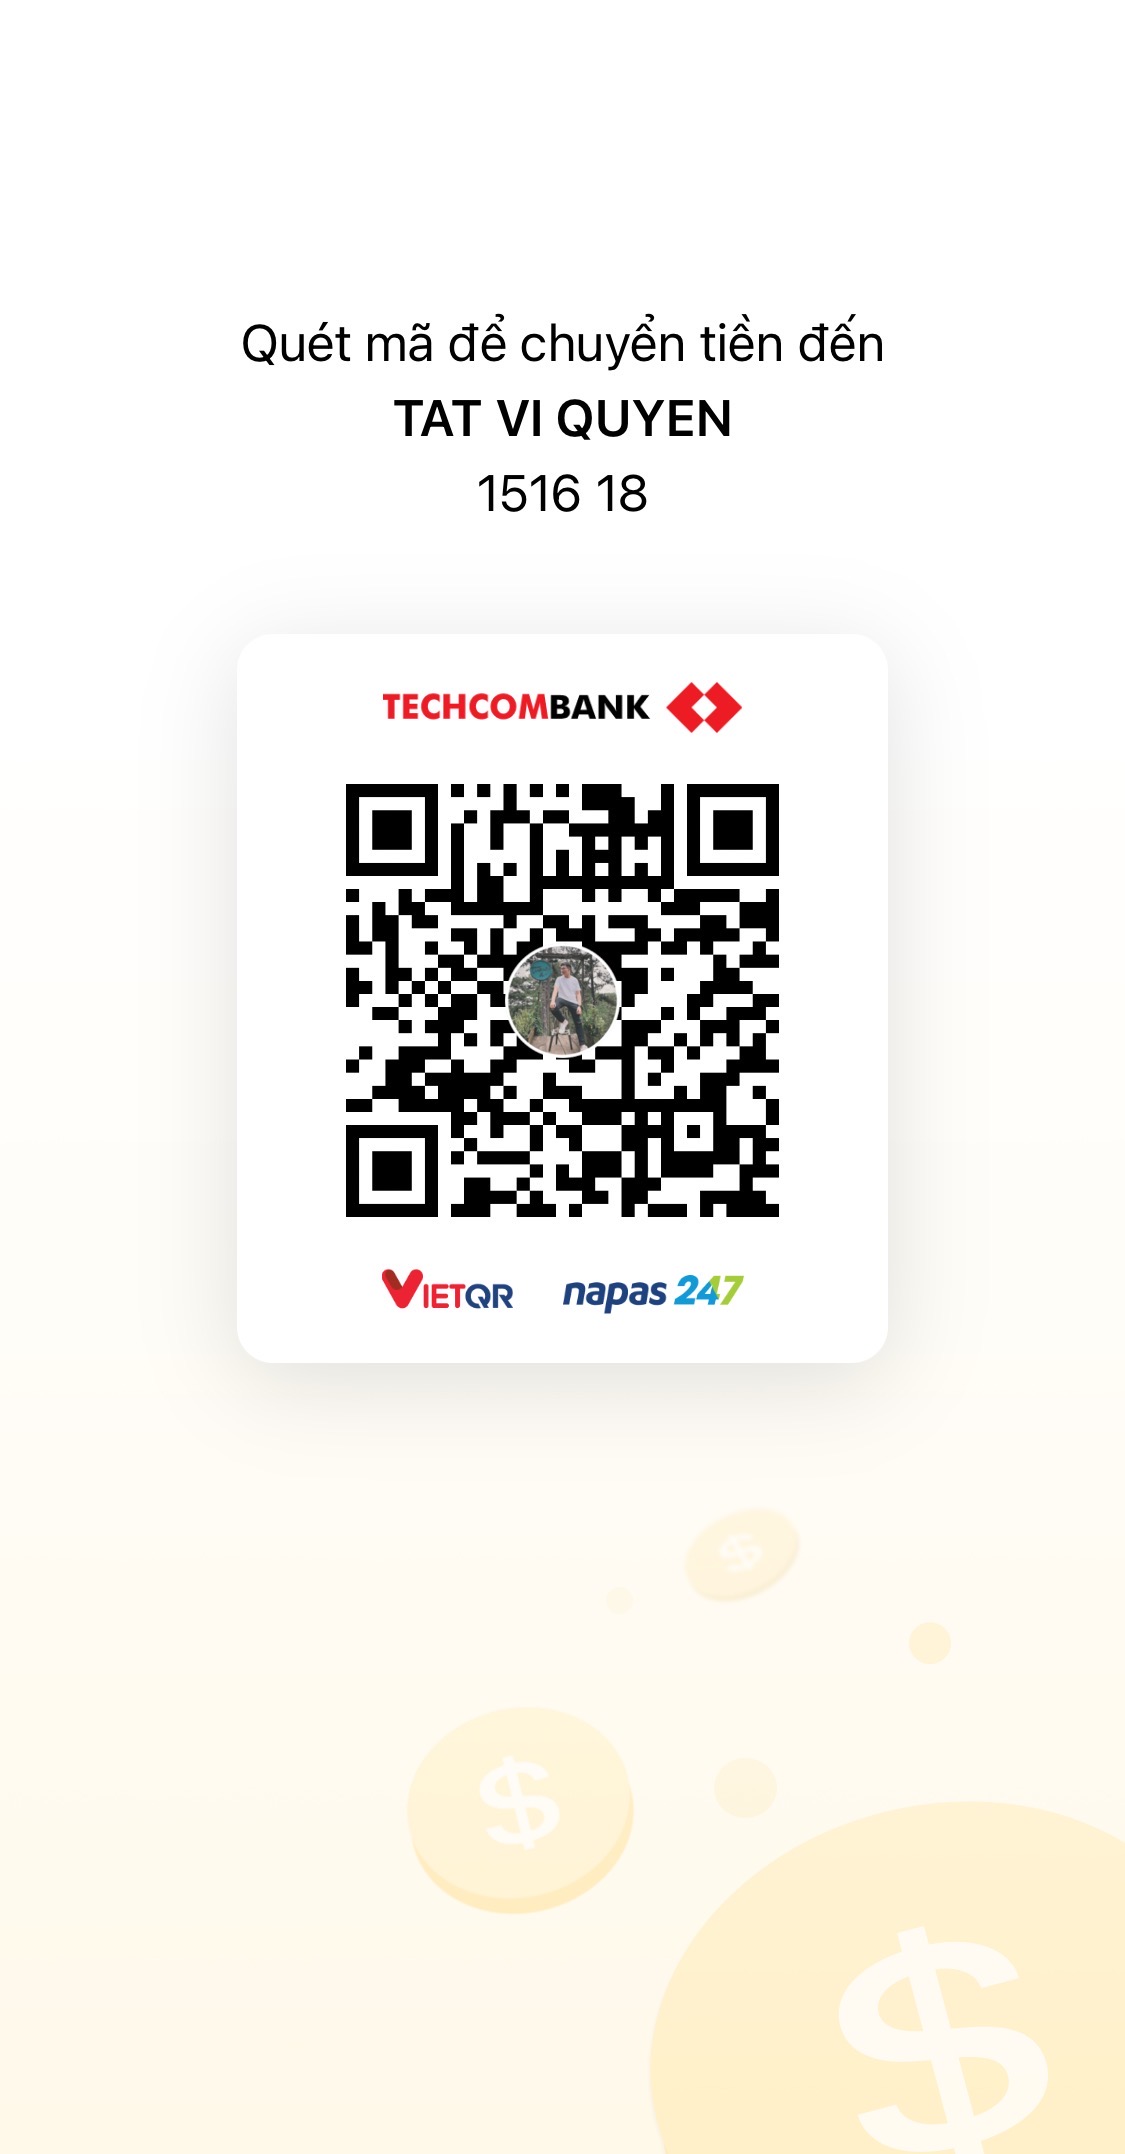 Quét mã để chuyển tiền đến
TAT VI QUYEN
1516 18
TECHCOMBANK
VIETQR napas 247
$
$
$